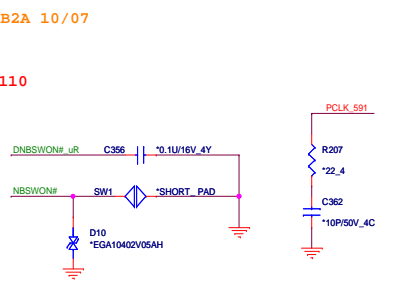 B2A 10/07
110
PCLK_591
DNBSWON#_uR C356 *0.1U/16V_4Y
R207
*22_4
NBSWON# SW1 *SHORT_PAD
C362
*10P/50V_4C
D10
*EGA10402V05AH